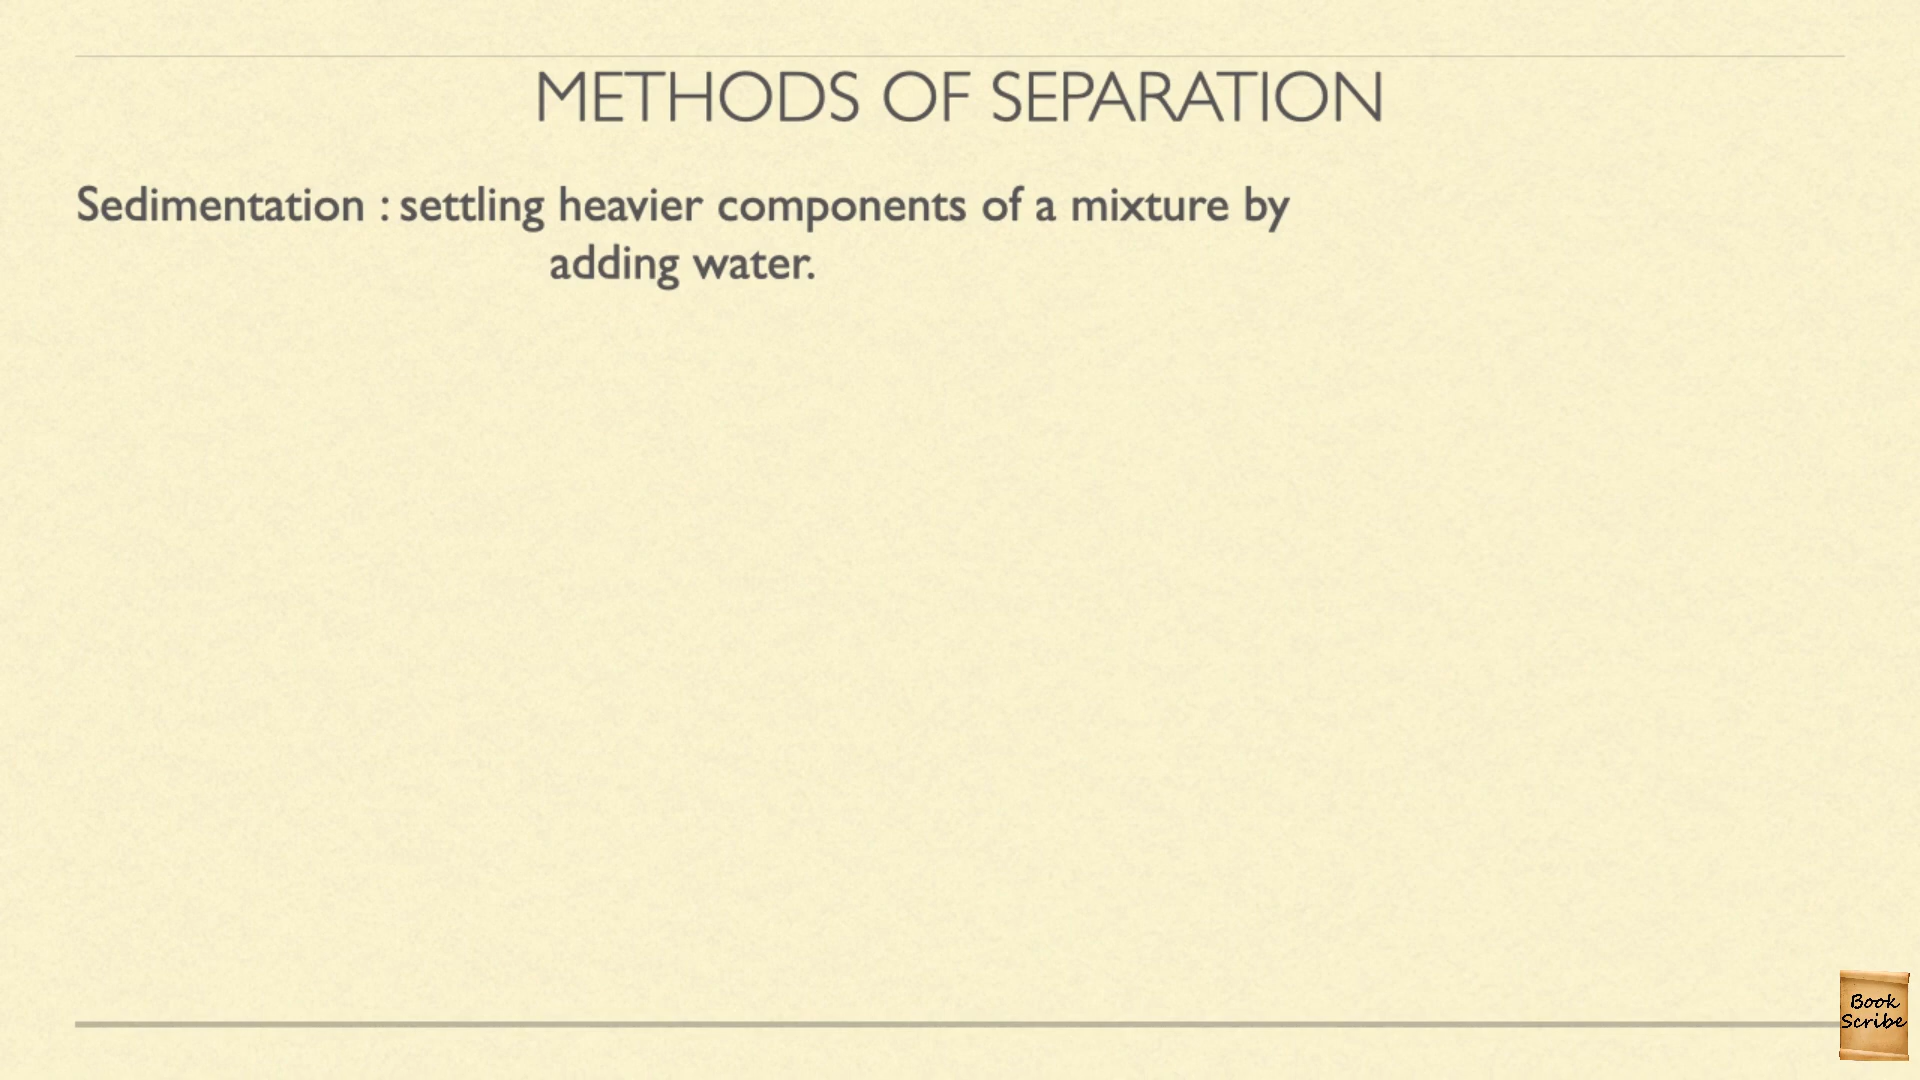 METHODS OF SEPARATION
Sedimentation : settling heavier components of a mixture by
adding water.
Book
Scribe